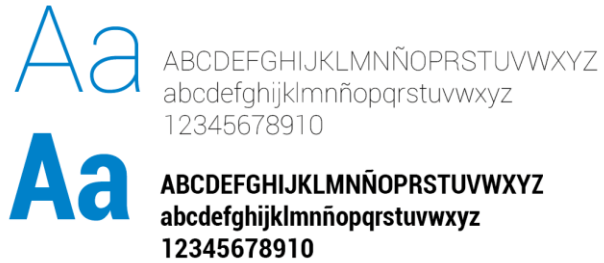 Aa
ABCDEFGHIJKLMNÑOPRSTUVWXYZ
abcdefghijklmnñopqrstuvwxyz
12345678910
Aa
ABCDEFGHIJKLMNÑOPRSTUVWXYZ
abcdefghijklmnñopqrstuvwxyz
12345678910